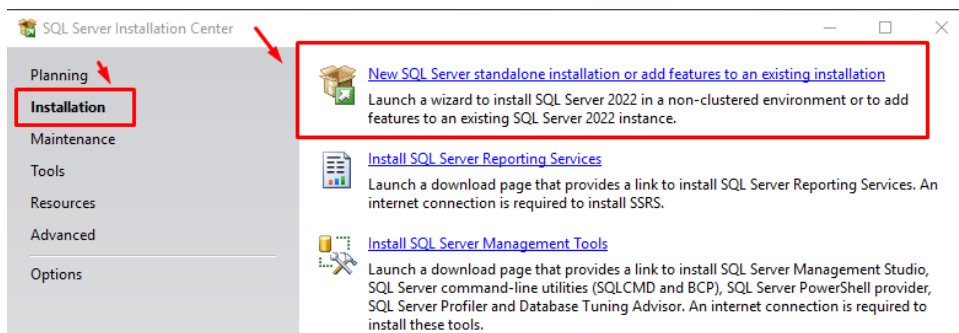 SQL Server Installation Center
Planning
Installation
Maintenance
Tools
Resources
Advanced
Options
New SQL Server standalone installation or add features to an existing installation
Launch a wizard to install SQL Server 2022 in a non-clustered environment or to add
features to an existing SQL Server 2022 instance.
Install SQL Server Reporting Services
Launch a download page that provides a link to install SQL Server Reporting Services. An
internet connection is required to install SSRS.
Install SQL Server Management Tools
Launch a download page that provides a link to install SQL Server Management Studio,
SQL Server command-line utilities (SQLCMD and BCP), SQL Server PowerShell provider,
SQL Server Profiler and Database Tuning Advisor. An internet connection is required to
install these tools.